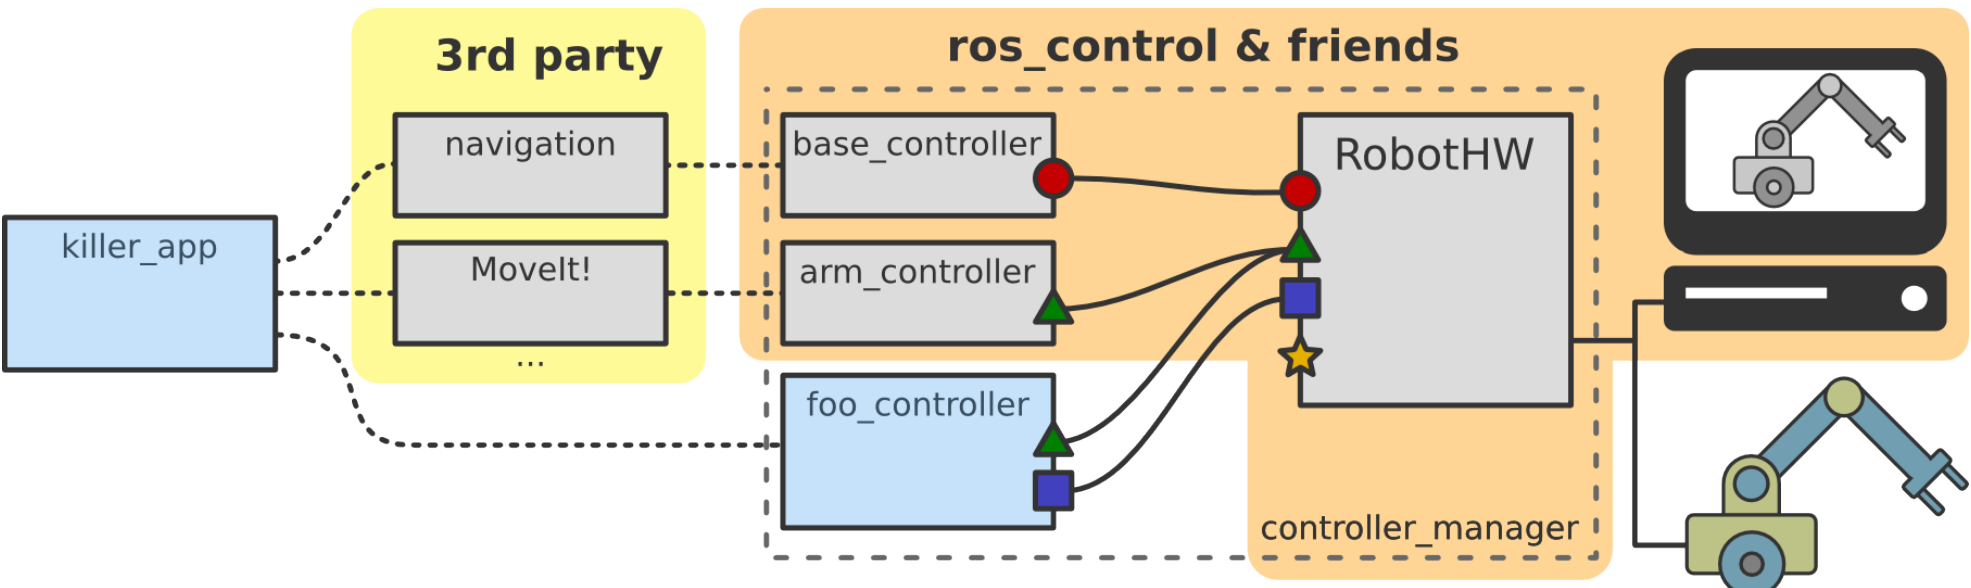 3rd party
ros_control & friends
navigation
base_controller
RobotHW
killer_app
MoveIt!
arm_controller
...
foo_controller
controller_manager